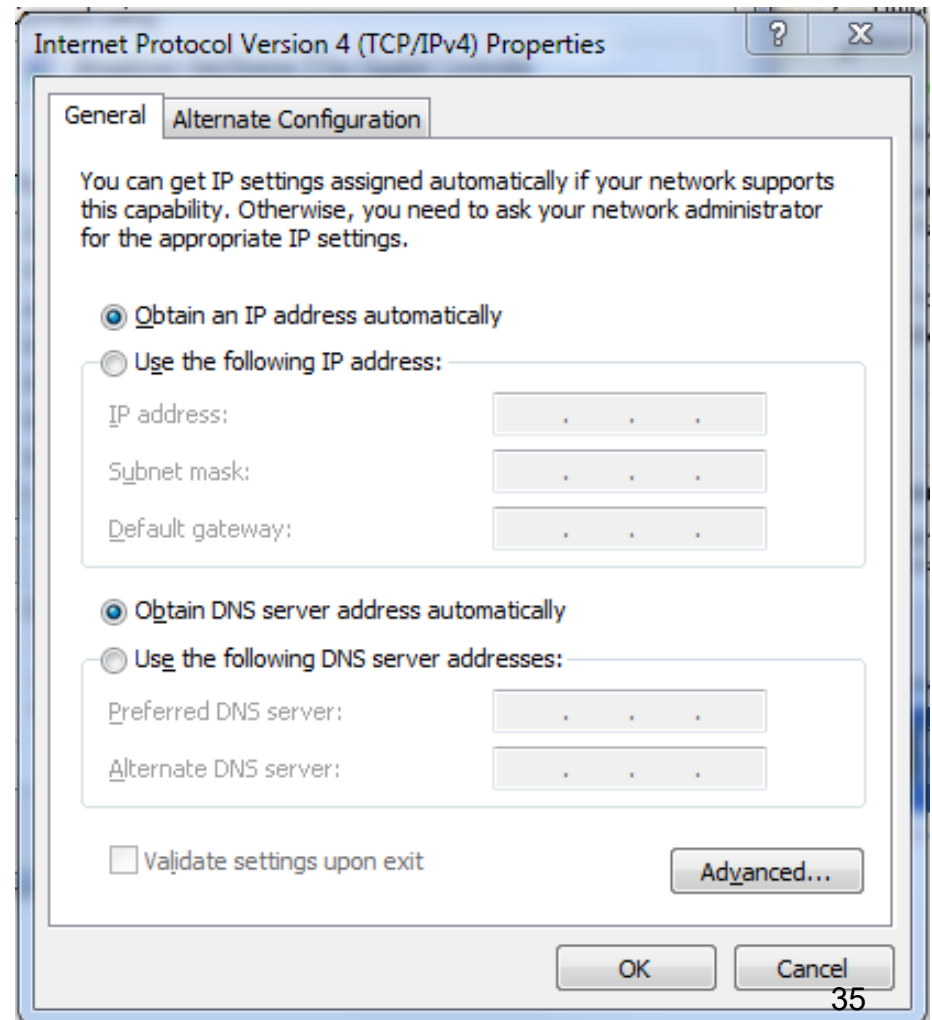 Internet Protocol Version 4 (TCP/IPv4) Properties
?
General
Alternate Configuration
You can get IP settings assigned automatically if your network supports
this capability. Otherwise, you need to ask your network administrator
for the appropriate IP settings.
Obtain an IP address automatically
Use the following IP address:
IP address: . . .
Subnet mask: . . .
Default gateway: . . .
Obtain DNS server address automatically
Use the following DNS server addresses:
Preferred DNS server: . . .
Alternate DNS server: . . .
Validate settings upon exit
Advanced...
OK
Cancel
35